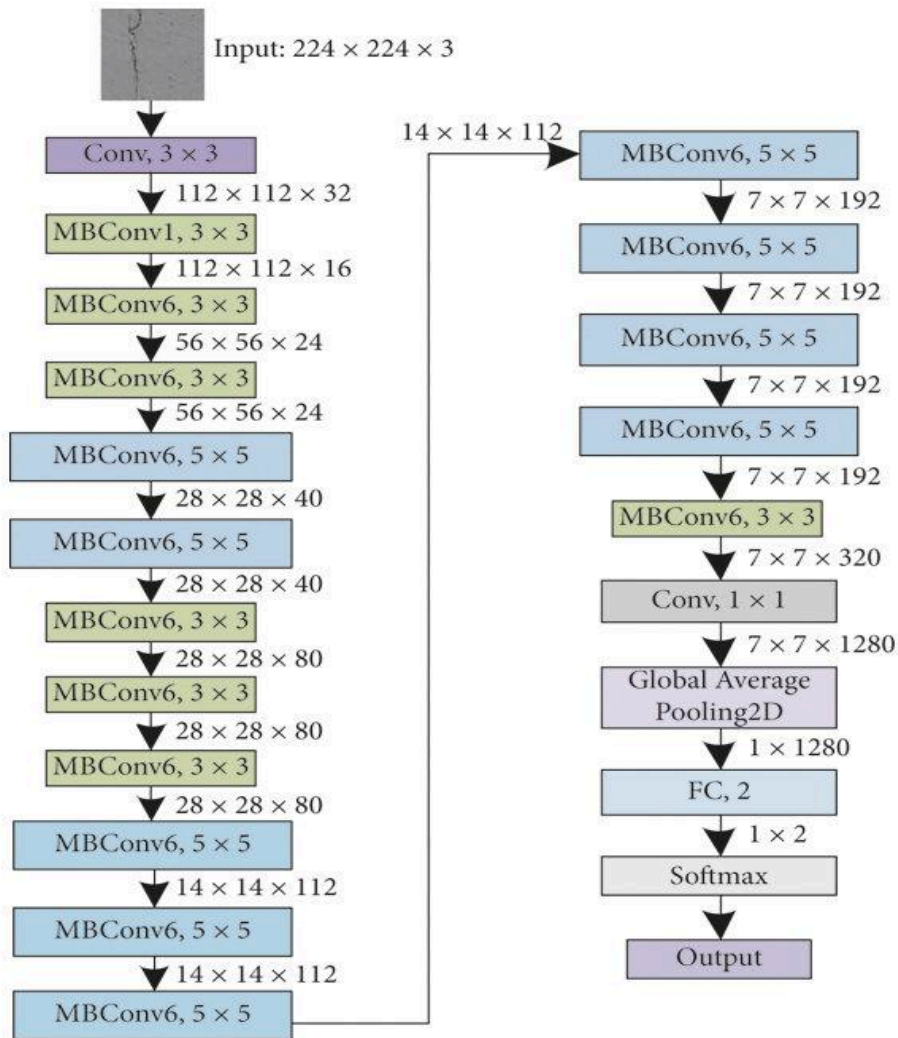 Input: 224 × 224 × 3
Conv, 3 × 3
112 × 112 × 32
MBConv1, 3 × 3
112 × 112 × 16
MBConv6, 3 × 3
56 × 56 × 24
MBConv6, 3 × 3
56 × 56 × 24
MBConv6, 5 × 5
28 × 28 × 40
MBConv6, 5 × 5
28 × 28 × 40
MBConv6, 3 × 3
28 × 28 × 80
MBConv6, 3 × 3
28 × 28 × 80
MBConv6, 3 × 3
28 × 28 × 80
MBConv6, 5 × 5
14 × 14 × 112
MBConv6, 5 × 5
14 × 14 × 112
MBConv6, 5 × 5
14 × 14 × 112
MBConv6, 5 × 5
7 × 7 × 192
MBConv6, 5 × 5
7 × 7 × 192
MBConv6, 5 × 5
7 × 7 × 192
MBConv6, 5 × 5
7 × 7 × 192
MBConv6, 3 × 3
7 × 7 × 320
Conv, 1 × 1
7 × 7 × 1280
Global Average
Pooling2D
1 × 1280
FC, 2
1 × 2
Softmax
Output